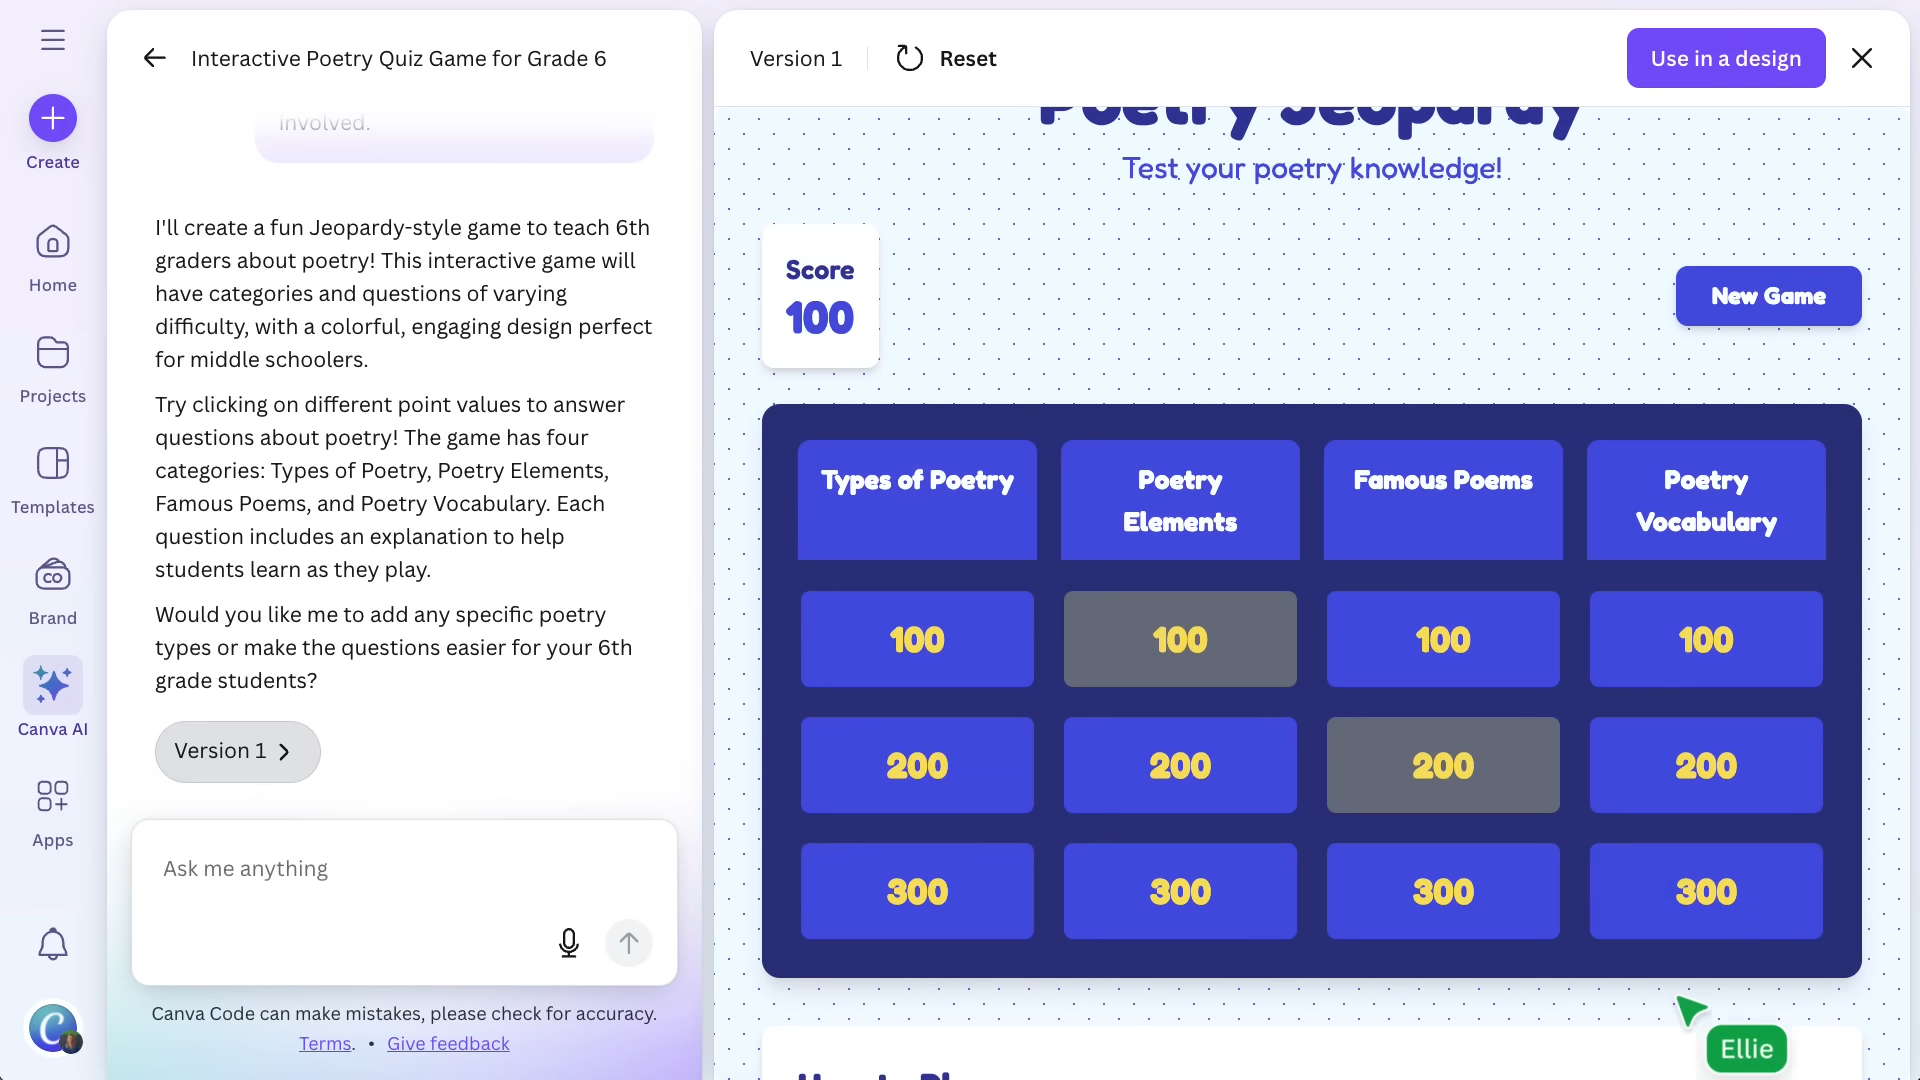 Create
Home
Projects
Templates
CO
Brand
Canva AI
Apps
Interactive Poetry Quiz Game for Grade 6
involved.
I'll create a fun Jeopardy-style game to teach 6th
graders about poetry! This interactive game will
have categories and questions of varying
difficulty, with a colorful, engaging design perfect
for middle schoolers.
Try clicking on different point values to answer
questions about poetry! The game has four
categories: Types of Poetry, Poetry Elements,
Famous Poems, and Poetry Vocabulary. Each
question includes an explanation to help
students learn as they play.
Would you like me to add any specific poetry
types or make the questions easier for your 6th
grade students?
Version 1
Ask me anything
Canva Code can make mistakes, please check for accuracy.
Terms. • Give feedback
Version 1
Reset
Use in a design
Poetry Jeopardy
Test your poetry knowledge!
Score
100
New Game
Types of Poetry
Poetry
Elements
Famous Poems
Poetry
Vocabulary
100 100 100 100
200 200 200 200
300 300 300 300
Ellie